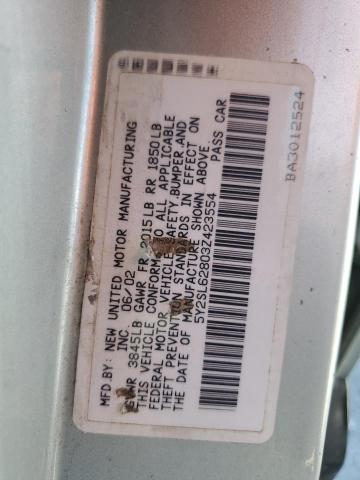 MFD BY: NEW UNITED MOTOR MANUFACTURING
INC. 06/02
GVWR 3845LB GAWR FR 2015LB RR 1850LB
THIS VEHICLE CONFORMS TO ALL APPLICABLE
FEDERAL MOTOR VEHICLE SAFETY,BUMPER,AND
THEFT PREVENTION STANDARDS IN EFFECT ON
THE DATE OF MANUFACTURE SHOWN ABOVE.
5Y2SL62803Z423554 PASS CAR
BA3012524